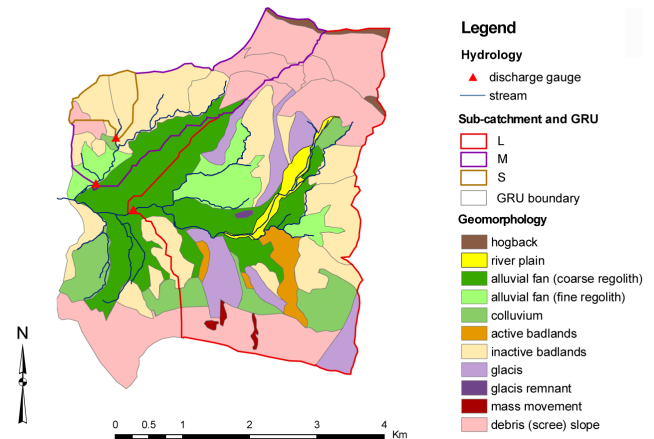 Legend
Hydrology
discharge gauge
stream
Sub-catchment and GRU
L
M
S
GRU boundary
Geomorphology
hogback
river plain
alluvial fan (coarse regolith)
alluvial fan (fine regolith)
colluvium
active badlands
inactive badlands
glacis
glacis remnant
mass movement
debris (scree) slope
N
0 0.5 1 2 3 4
Km